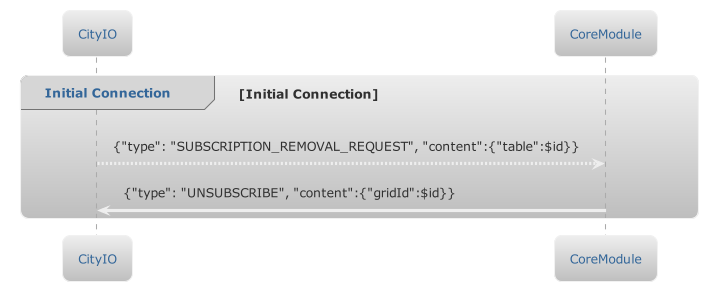 CityIO
CoreModule
Initial Connection
[Initial Connection]
{"type": "SUBSCRIPTION_REMOVAL_REQUEST", "content":{"table":$id}}
{"type": "UNSUBSCRIBE", "content":{"gridId":$id}}
CityIO
CoreModule